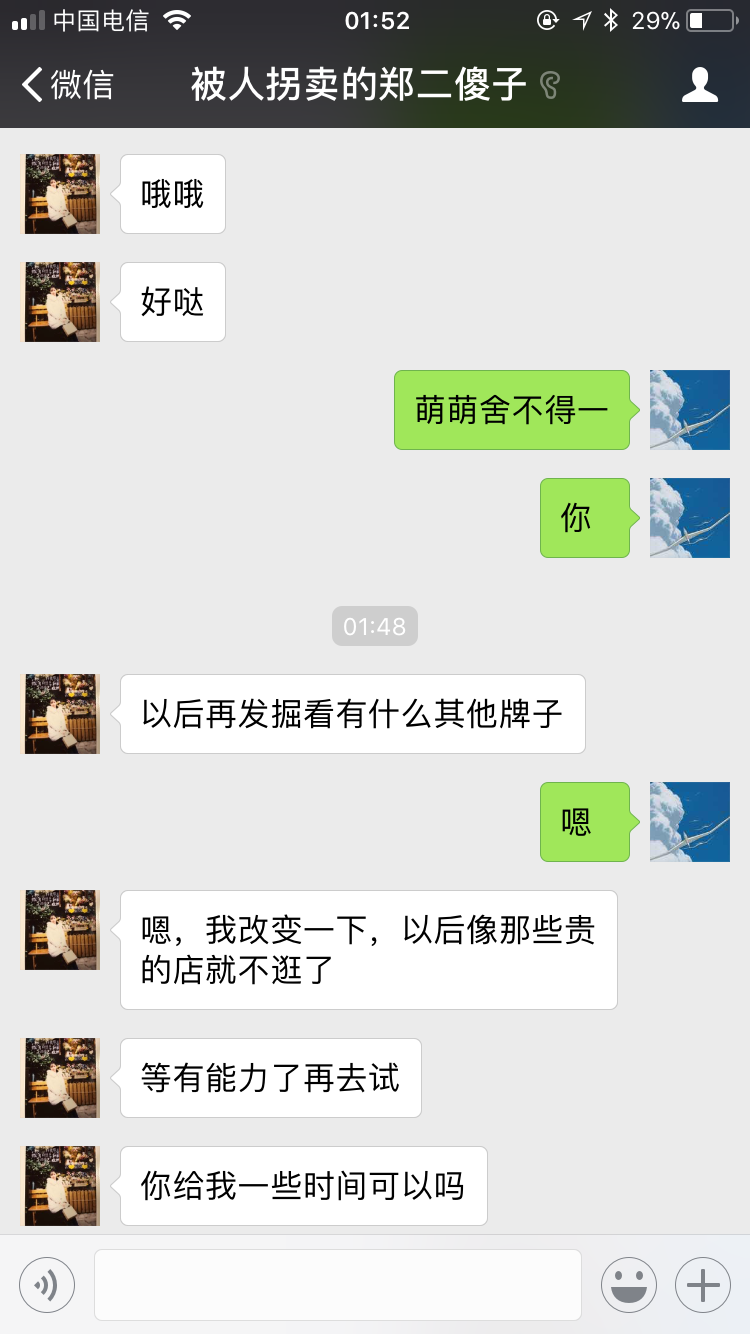 中国电信 01:52 29%
微信 被人拐卖的郑二傻子
哦哦
好哒
萌萌舍不得一
你
01:48
以后再发掘看有什么其他牌子
嗯
嗯，我改变一下，以后像那些贵
的店就不逛了
等有能力了再去试
你给我一些时间可以吗